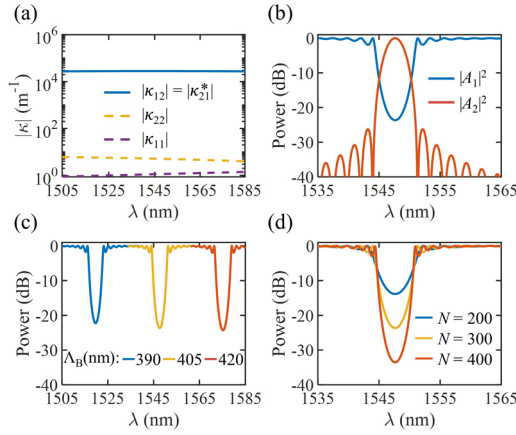 (a)
10^6
10^4
10^2
10^0
|κ| (m^-1)
|κ12| = |κ*21|
|κ22|
|κ11|
1505 1525 1545 1565 1585
λ (nm)
(b)
0
-10
-20
-30
-40
Power (dB)
|A1|^2
|A2|^2
1535 1545 1555 1565
λ (nm)
(c)
0
-10
-20
-30
-40
Power (dB)
ΛB(nm): 390 405 420
1505 1525 1545 1565 1585
λ (nm)
(d)
0
-10
-20
-30
-40
Power (dB)
N = 200
N = 300
N = 400
1535 1545 1555 1565
λ (nm)